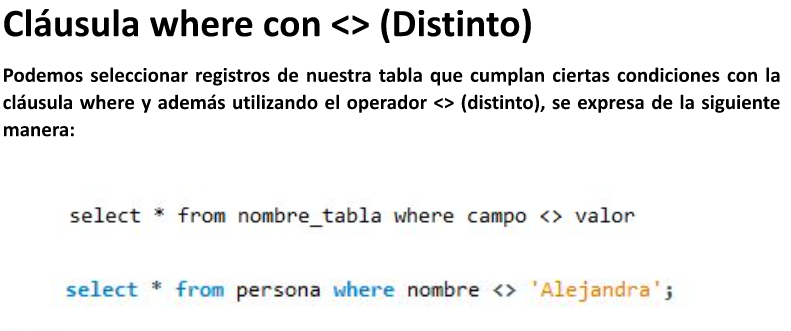 Cláusula where con <> (Distinto)
Podemos seleccionar registros de nuestra tabla que cumplan ciertas condiciones con la
cláusula where y además utilizando el operador <> (distinto), se expresa de la siguiente
manera:
select * from nombre_tabla where campo <> valor
select * from persona where nombre <> 'Alejandra';